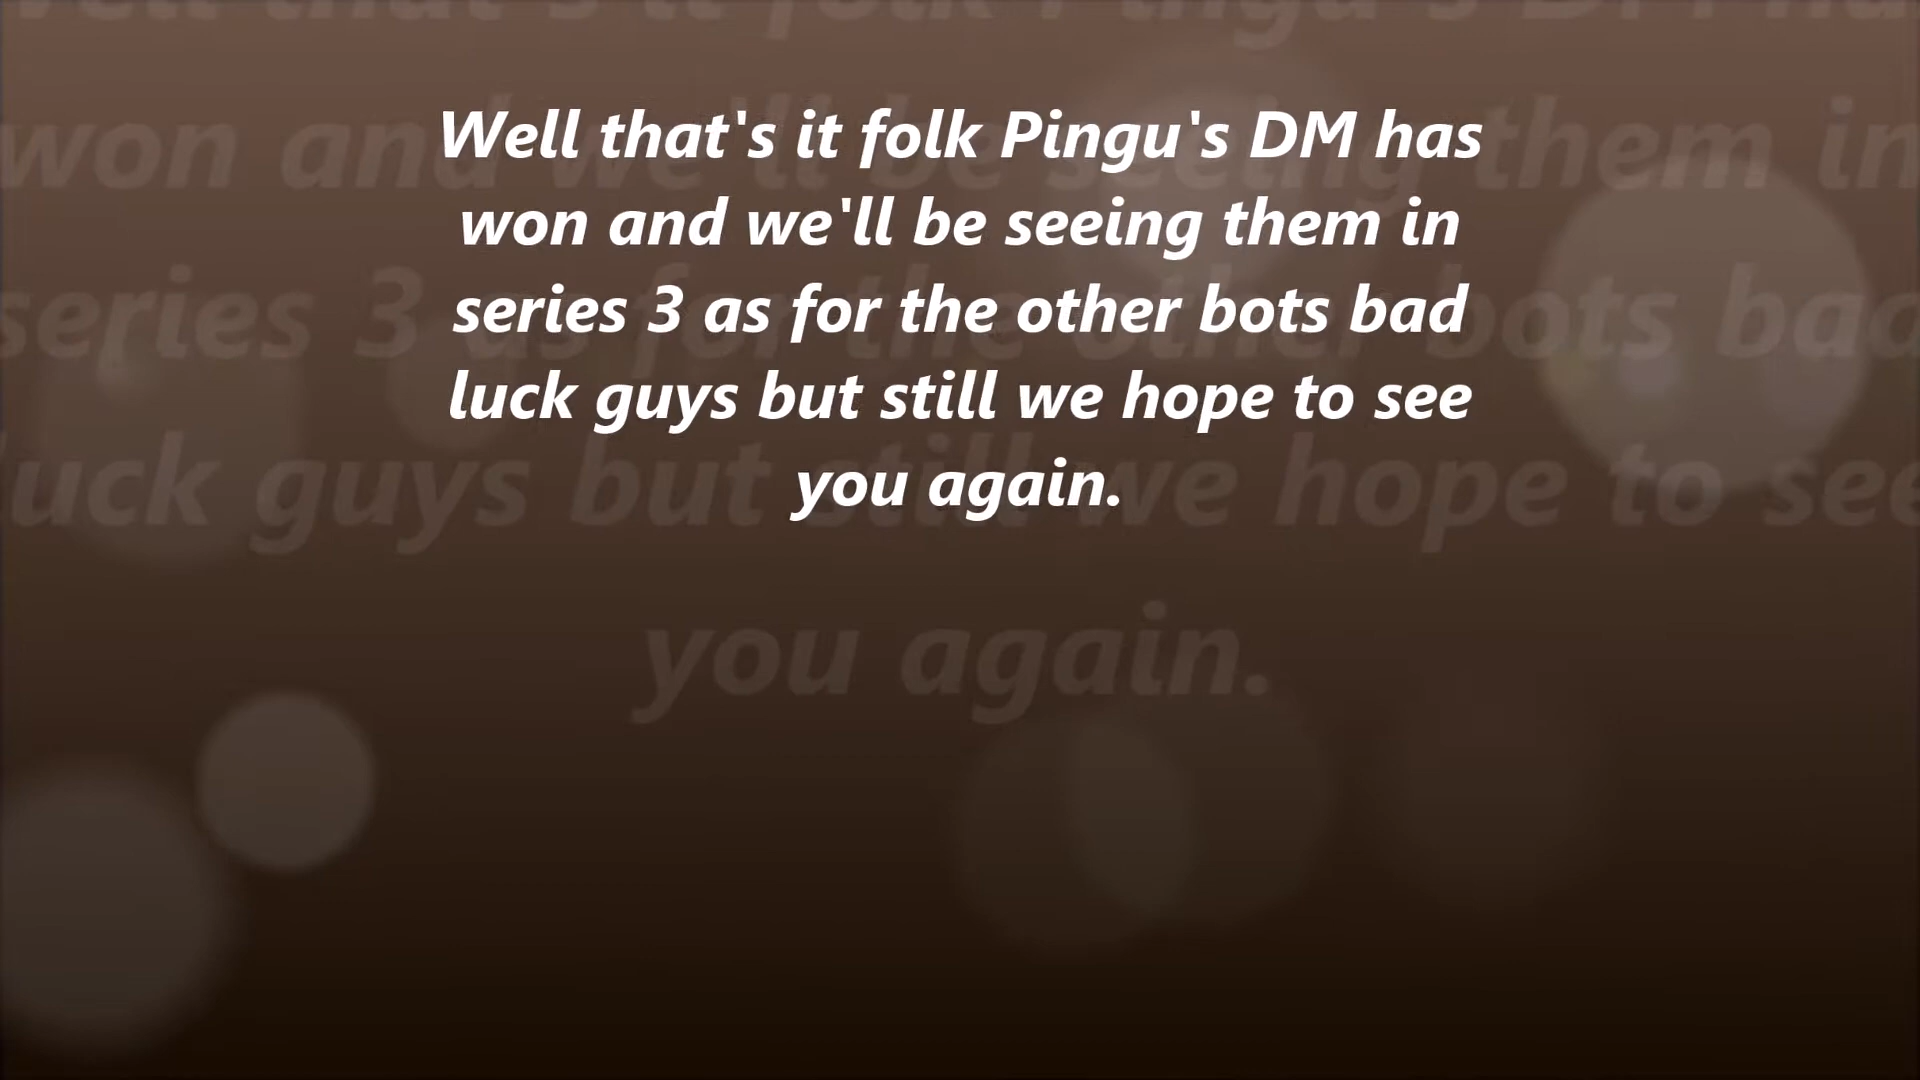 Well that's it folk Pingu's DM has
won and we'll be seeing them in
series 3 as for the other bots bad
luck guys but still we hope to see
you again.